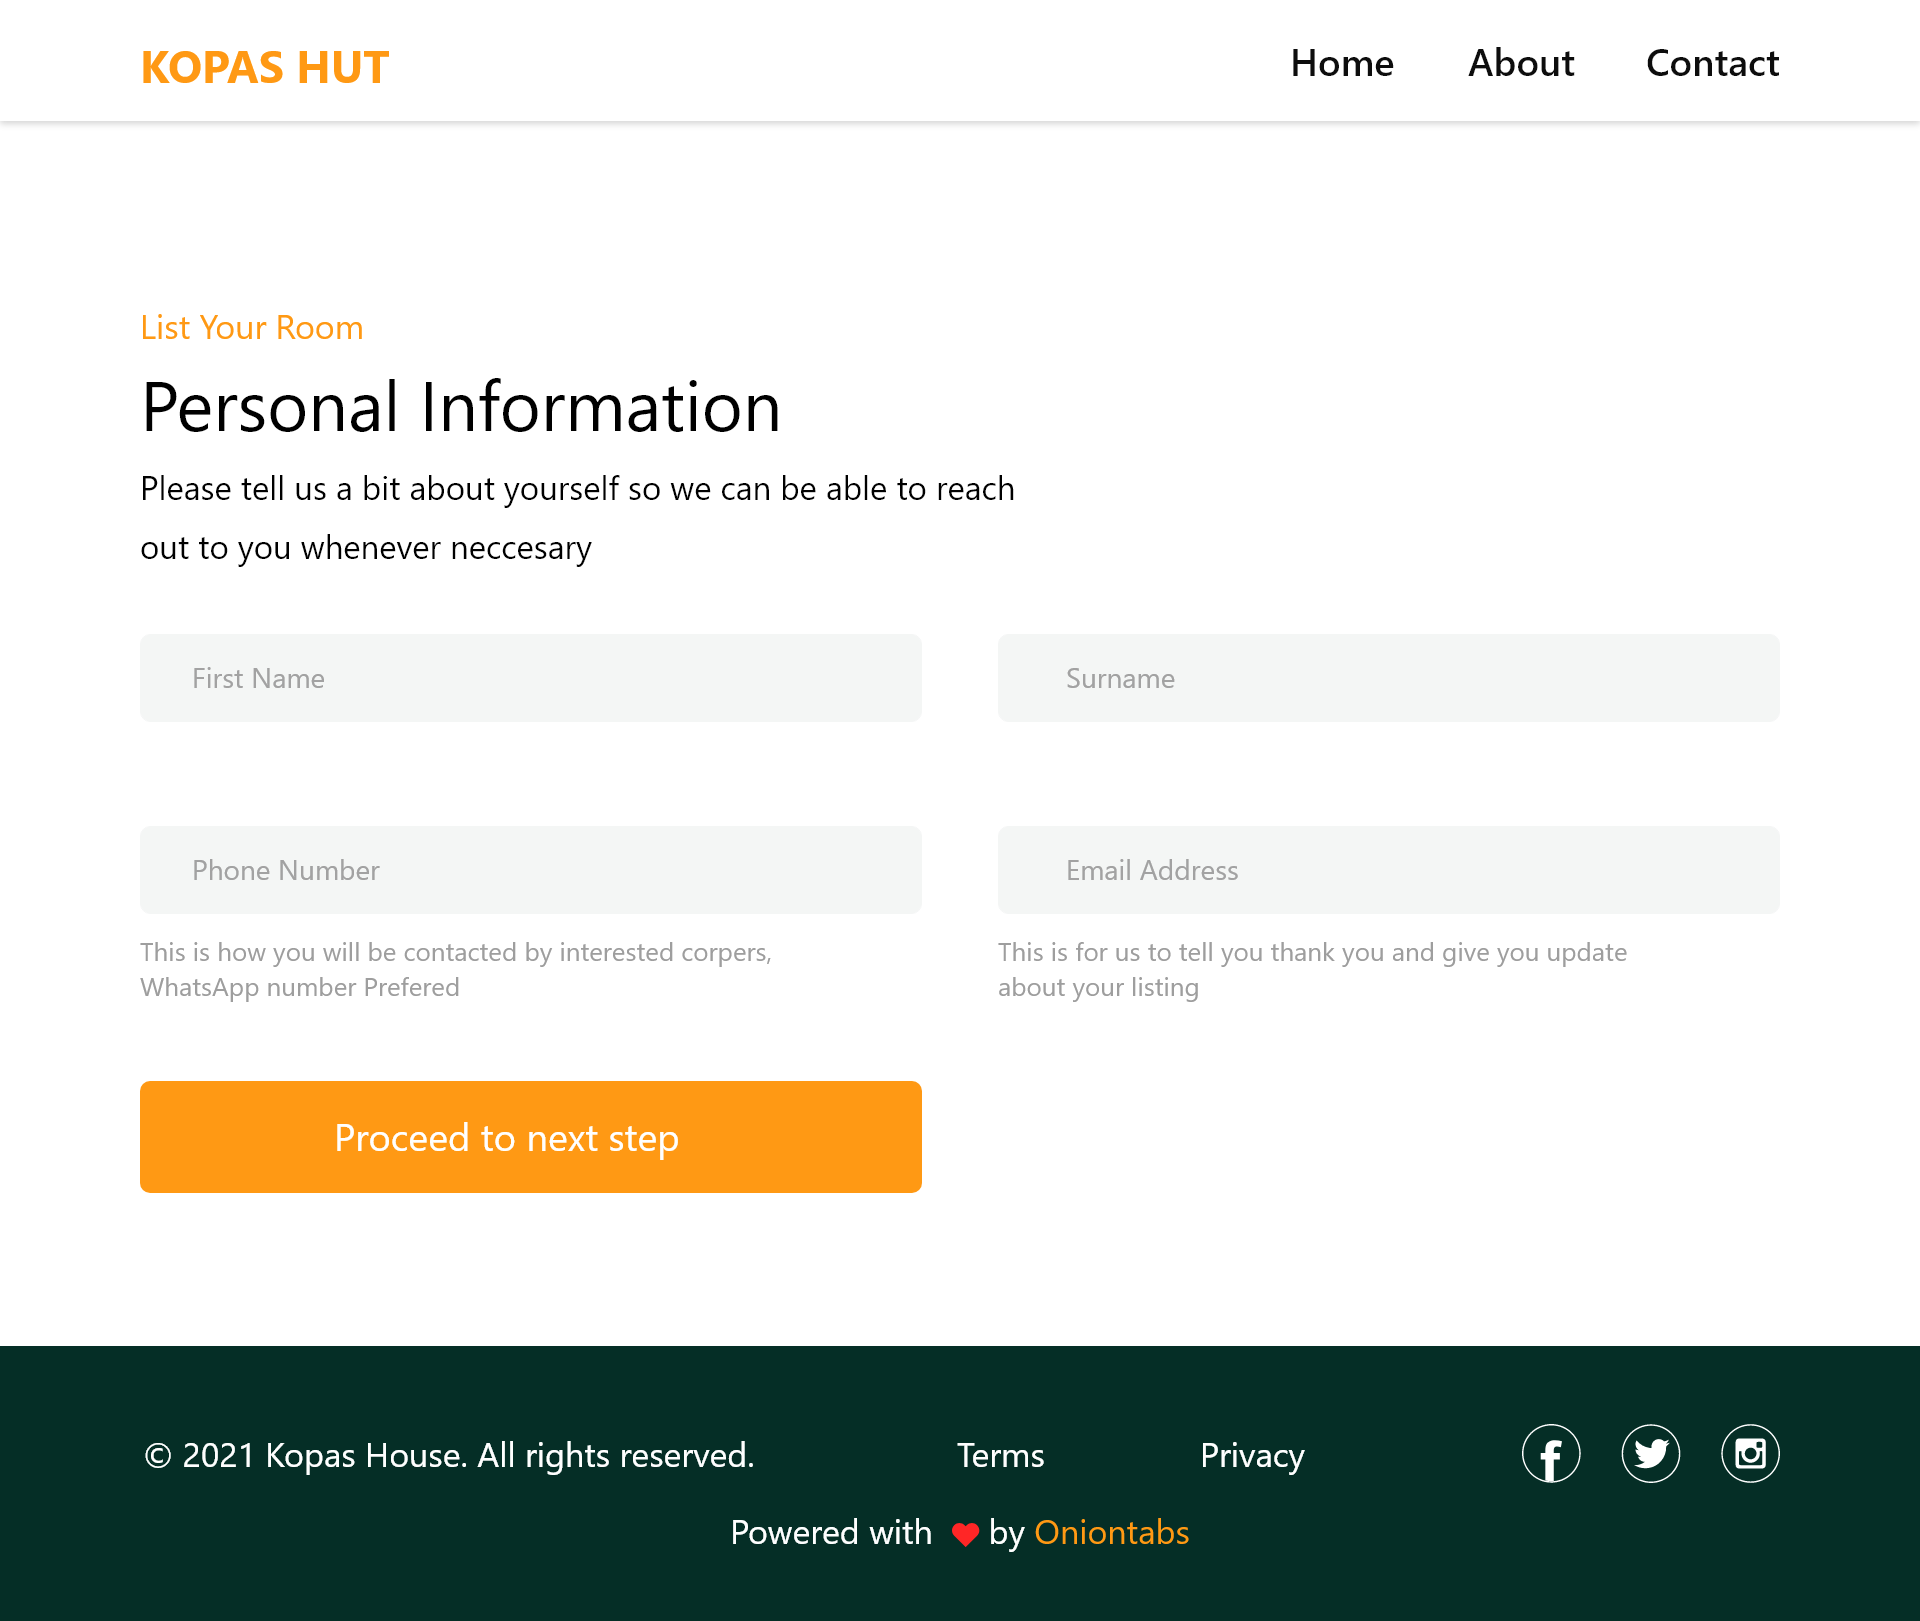 KOPAS HUT
Home About Contact
List Your Room
Personal Information
Please tell us a bit about yourself so we can be able to reach
out to you whenever neccesary
First Name Surname
Phone Number Email Address
This is how you will be contacted by interested corpers,
WhatsApp number Prefered
This is for us to tell you thank you and give you update
about your listing
Proceed to next step
© 2021 Kopas House. All rights reserved. Terms Privacy
Powered with by Oniontabs